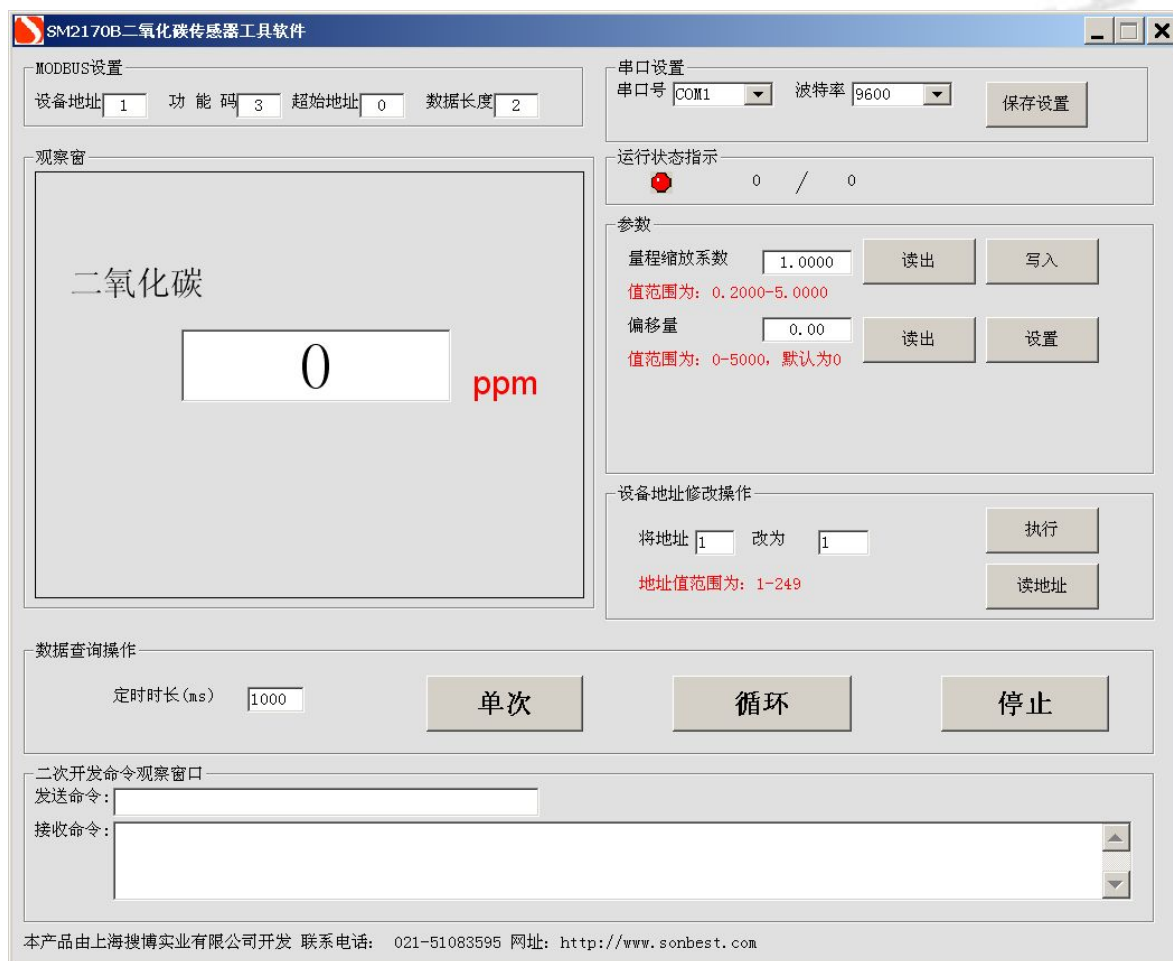 SM2170B二氧化碳传感器工具软件
MODBUS设置
设备地址 1 功 能 码 3 超始地址 0 数据长度 2
串口设置
串口号 COM1 波特率 9600 保存设置
观察窗
二氧化碳
0 ppm
运行状态指示
0 / 0
参数
量程缩放系数 1.0000 读出 写入
值范围为: 0.2000-5.0000
偏移量 0.00 读出 设置
值范围为: 0-5000, 默认为0
设备地址修改操作
将地址 1 改为 1 执行
地址值范围为: 1-249 读地址
数据查询操作
定时时长(ms) 1000 单次 循环 停止
二次开发命令观察窗口
发送命令:
接收命令:
本产品由上海搜博实业有限公司开发 联系电话: 021-51083595 网址: http://www.sonbest.com